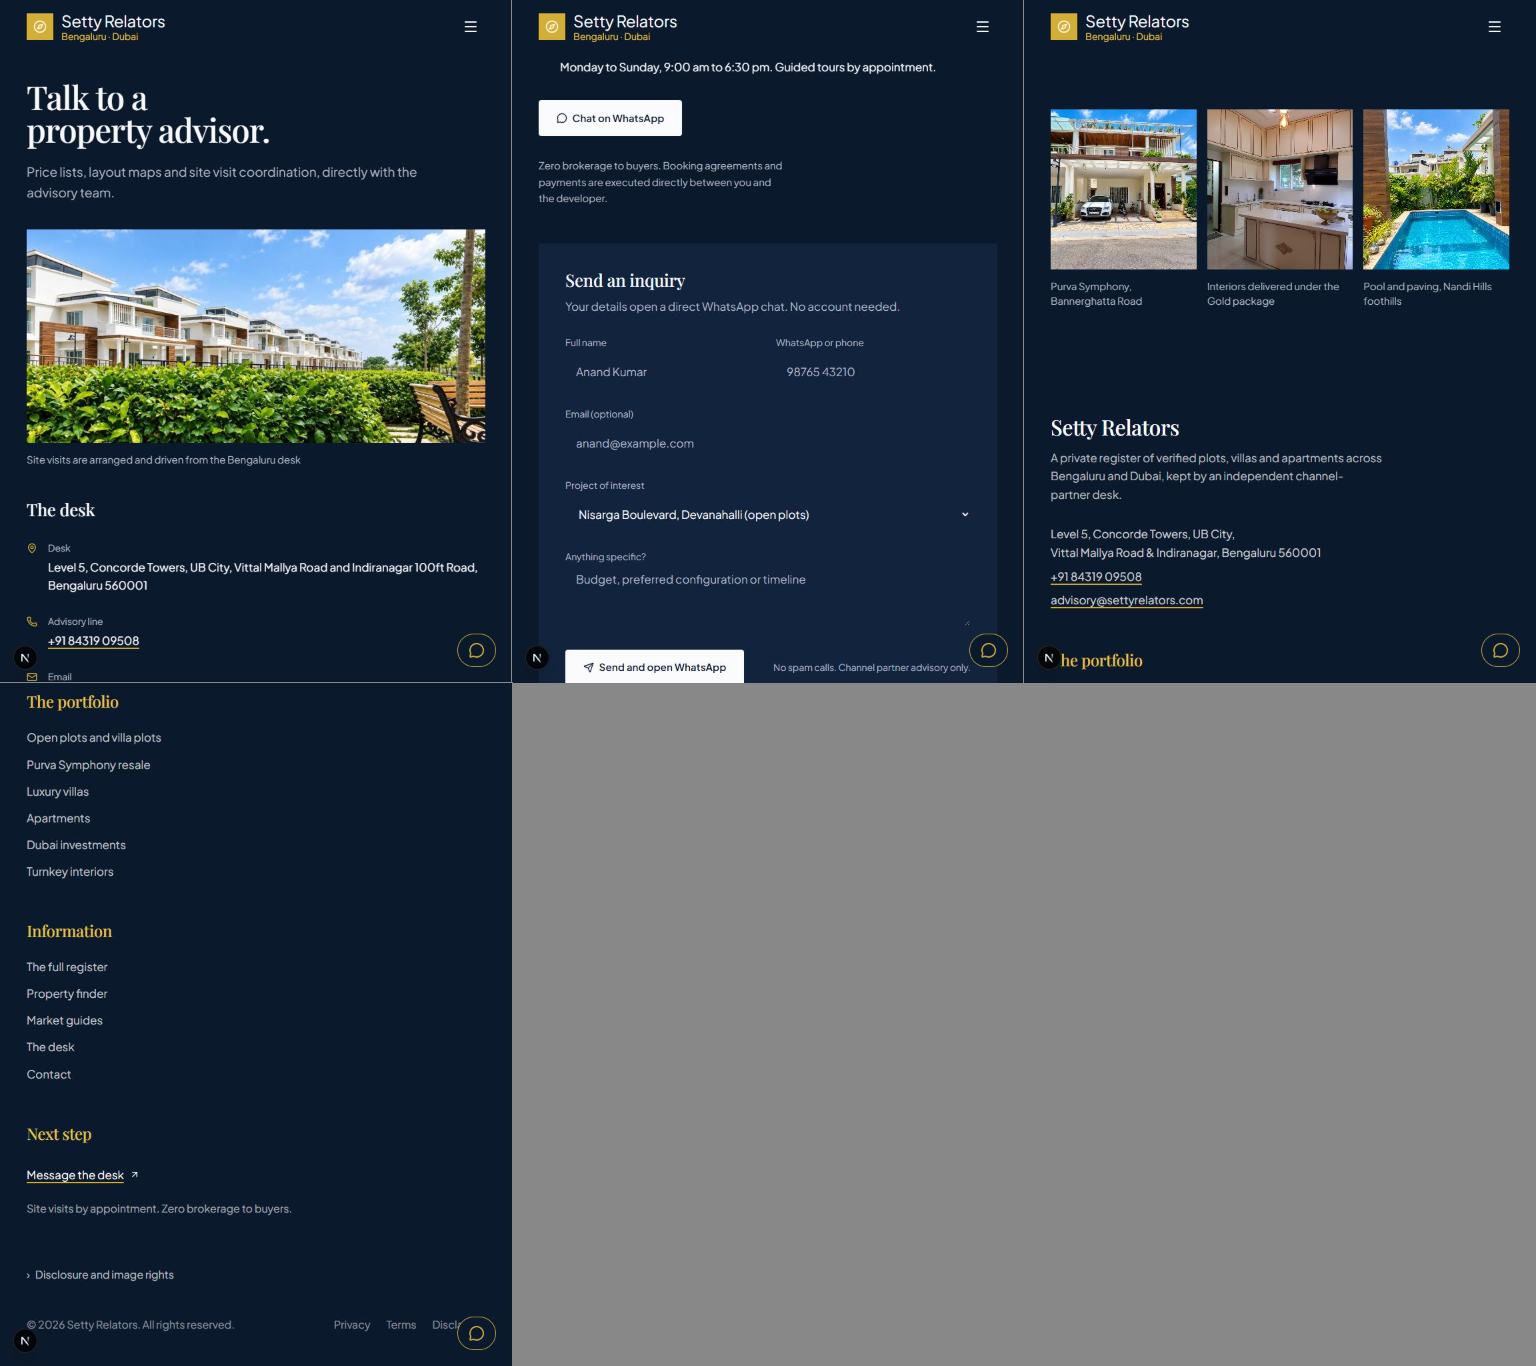 Setty Relators
Bengaluru · Dubai
Talk to a
property advisor.
Price lists, layout maps and site visit coordination, directly with the
advisory team.
Site visits are arranged and driven from the Bengaluru desk
The desk
Desk
Level 5, Concorde Towers, UB City, Vittal Mallya Road and Indiranagar 100ft Road,
Bengaluru 560001
Advisory line
+91 84319 09508
N
Email
Setty Relators
Bengaluru · Dubai
Monday to Sunday, 9:00 am to 6:30 pm. Guided tours by appointment.
Chat on WhatsApp
Zero brokerage to buyers. Booking agreements and
payments are executed directly between you and
the developer.
Send an inquiry
Your details open a direct WhatsApp chat. No account needed.
Full name
WhatsApp or phone
Anand Kumar
98765 43210
Email (optional)
anand@example.com
Project of interest
Nisarga Boulevard, Devanahalli (open plots)
Anything specific?
Budget, preferred configuration or timeline
N
Send and open WhatsApp
No spam calls. Channel partner advisory only.
Setty Relators
Bengaluru · Dubai
Purva Symphony,
Bannerghatta Road
Interiors delivered under the
Gold package
Pool and paving, Nandi Hills
foothills
Setty Relators
A private register of verified plots, villas and apartments across
Bengaluru and Dubai, kept by an independent channel-
partner desk.
Level 5, Concorde Towers, UB City,
Vittal Mallya Road & Indiranagar, Bengaluru 560001
+91 84319 09508
advisory@settyrelators.com
N
he portfolio
The portfolio
Open plots and villa plots
Purva Symphony resale
Luxury villas
Apartments
Dubai investments
Turnkey interiors
Information
The full register
Property finder
Market guides
The desk
Contact
Next step
Message the desk
Site visits by appointment. Zero brokerage to buyers.
Disclosure and image rights
© 2026 Setty Relators. All rights reserved.
Privacy
Terms
Discla
N